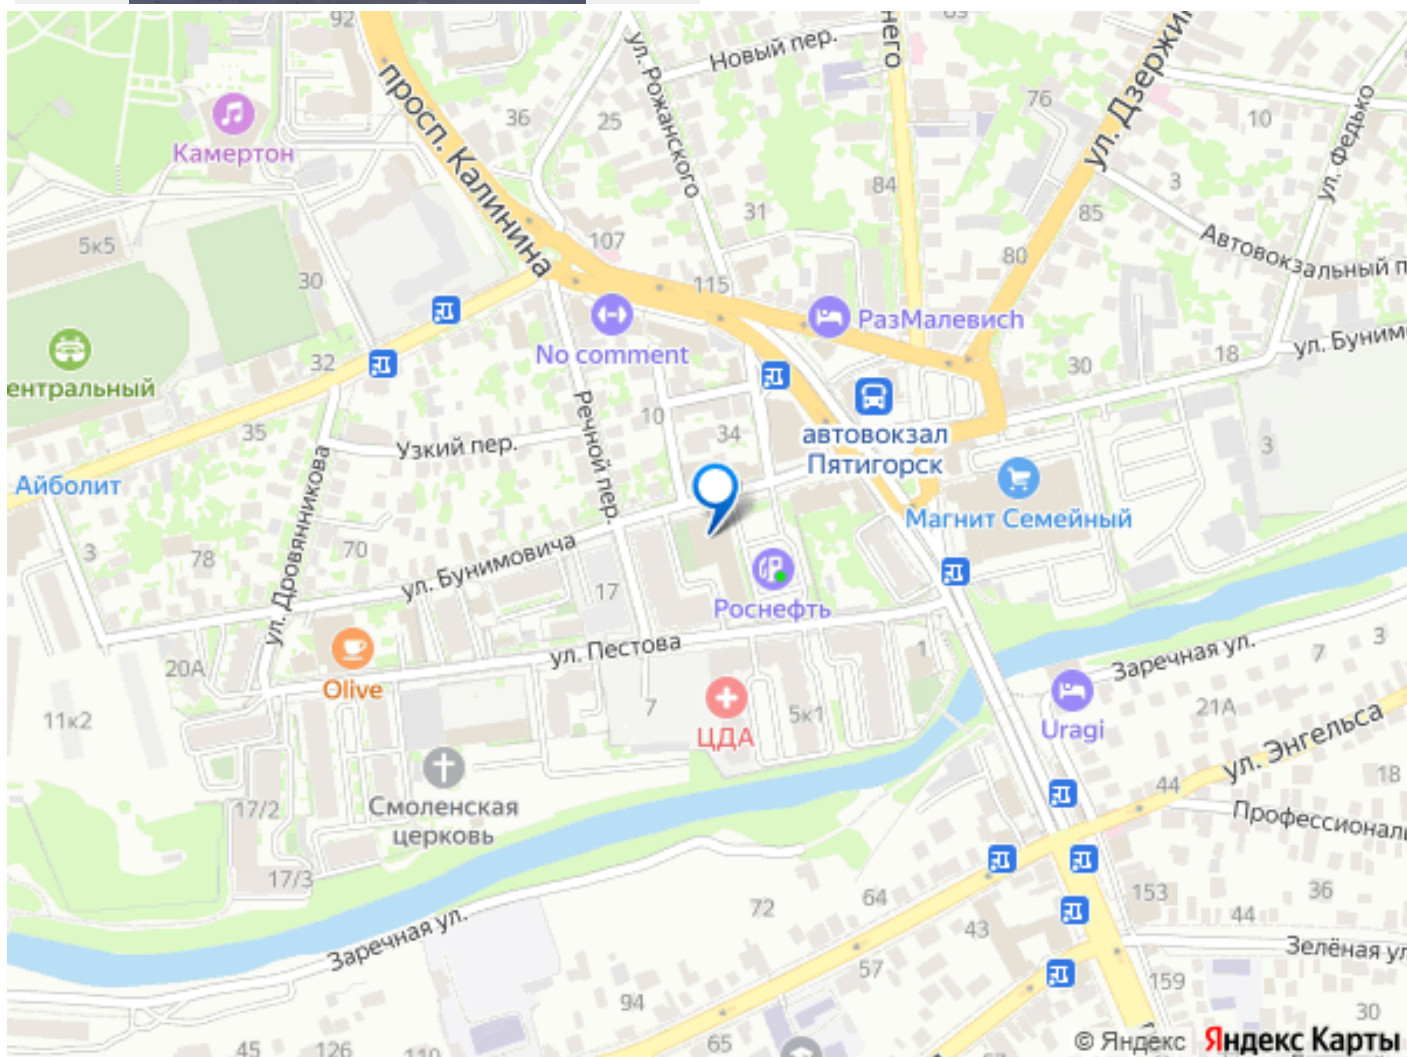 92
Новый пер.
ул. Рожанского
ул. Дзержин
76
10
ул. Федько
36
25
Камертон
просп. Калинина
84
3
31
85
5к5
107
80
Автовокзальный п
30
115
No comment
РазМалевич
ул. Буним
18
30
32
ентральный
автовокзал
Пятигорск
10
34
35
Узкий пер.
Речной пер.
3
Айболит
Магнит Семейный
ул. Дровянникова
3
78
70
ул. Бунимовича
17
Роснефть
ул. Пестова
1
Заречная ул.
7
3
20А
Olive
11к2
7
ЦДА
5к1
Uragi
21А
ул. Энгельса
Смоленская
церковь
17/2
44
18
Профессионалы
17/3
72
64
153
36
44
43
Заречная ул.
Зелёная ул
57
159
94
30
45
126
110
65
62
© Яндекс Яндекс Карты